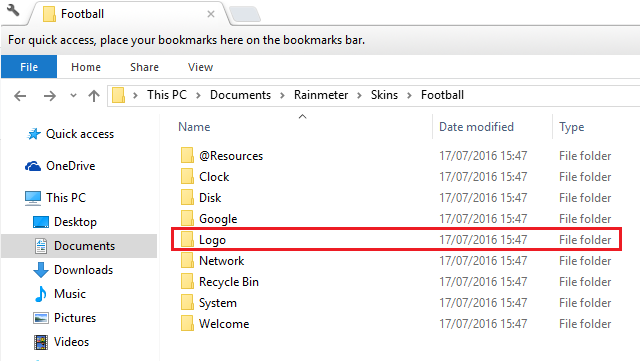 Football
For quick access, place your bookmarks here on the bookmarks bar.
File Home Share View
This PC Documents Rainmeter Skins Football
Quick access
OneDrive
This PC
Desktop
Documents
Downloads
Music
Pictures
Videos
Name Date modified Type
@Resources 17/07/2016 15:47 File folder
Clock 17/07/2016 15:47 File folder
Disk 17/07/2016 15:47 File folder
Google 17/07/2016 15:47 File folder
Logo 17/07/2016 15:47 File folder
Network 17/07/2016 15:47 File folder
Recycle Bin 17/07/2016 15:47 File folder
System 17/07/2016 15:47 File folder
Welcome 17/07/2016 15:47 File folder